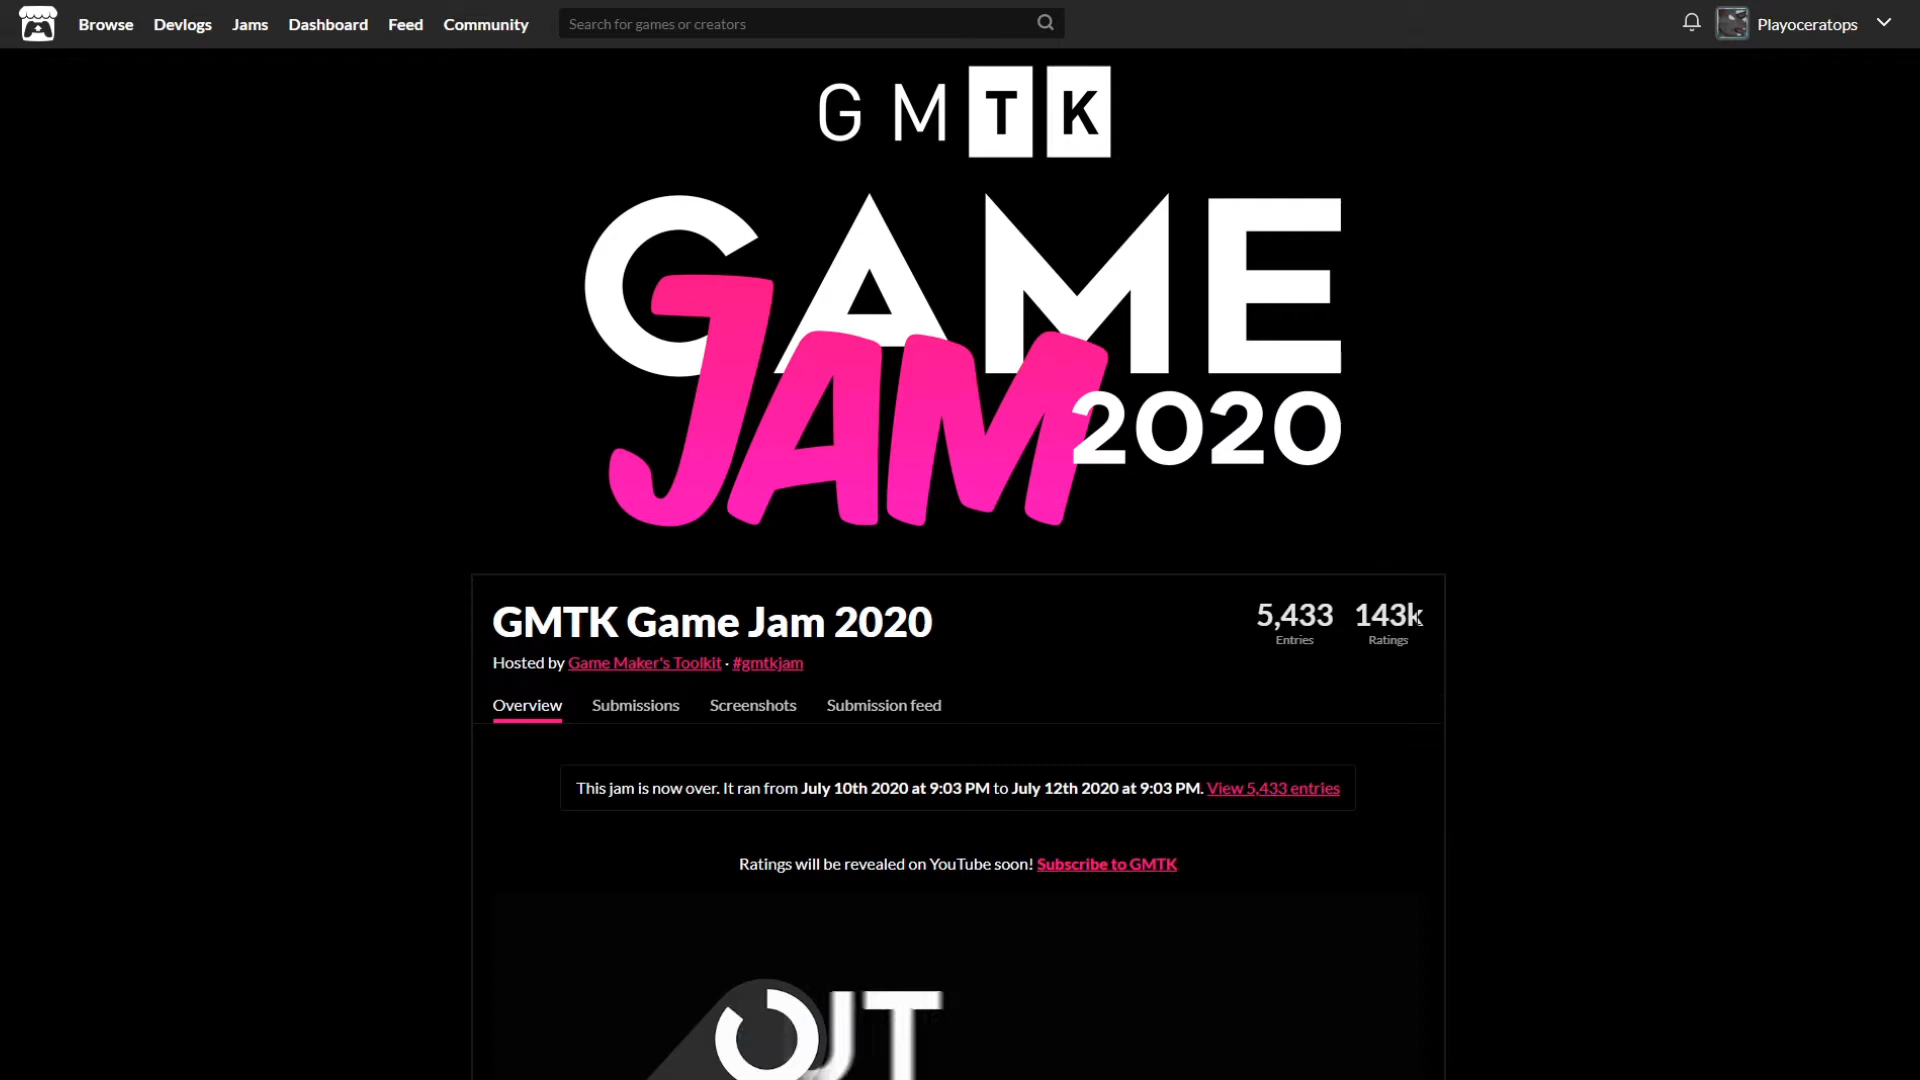 Browse Devlogs Jams Dashboard Feed Community Search for games or creators Playoceratops
GMTK
GAME
JAM
2020
GMTK Game Jam 2020
5,433 143k
Entries Ratings
Hosted by Game Maker's Toolkit · #gmtkjam
Overview Submissions Screenshots Submission feed
This jam is now over. It ran from July 10th 2020 at 9:03 PM to July 12th 2020 at 9:03 PM. View 5,433 entries
Ratings will be revealed on YouTube soon! Subscribe to GMTK
OUT